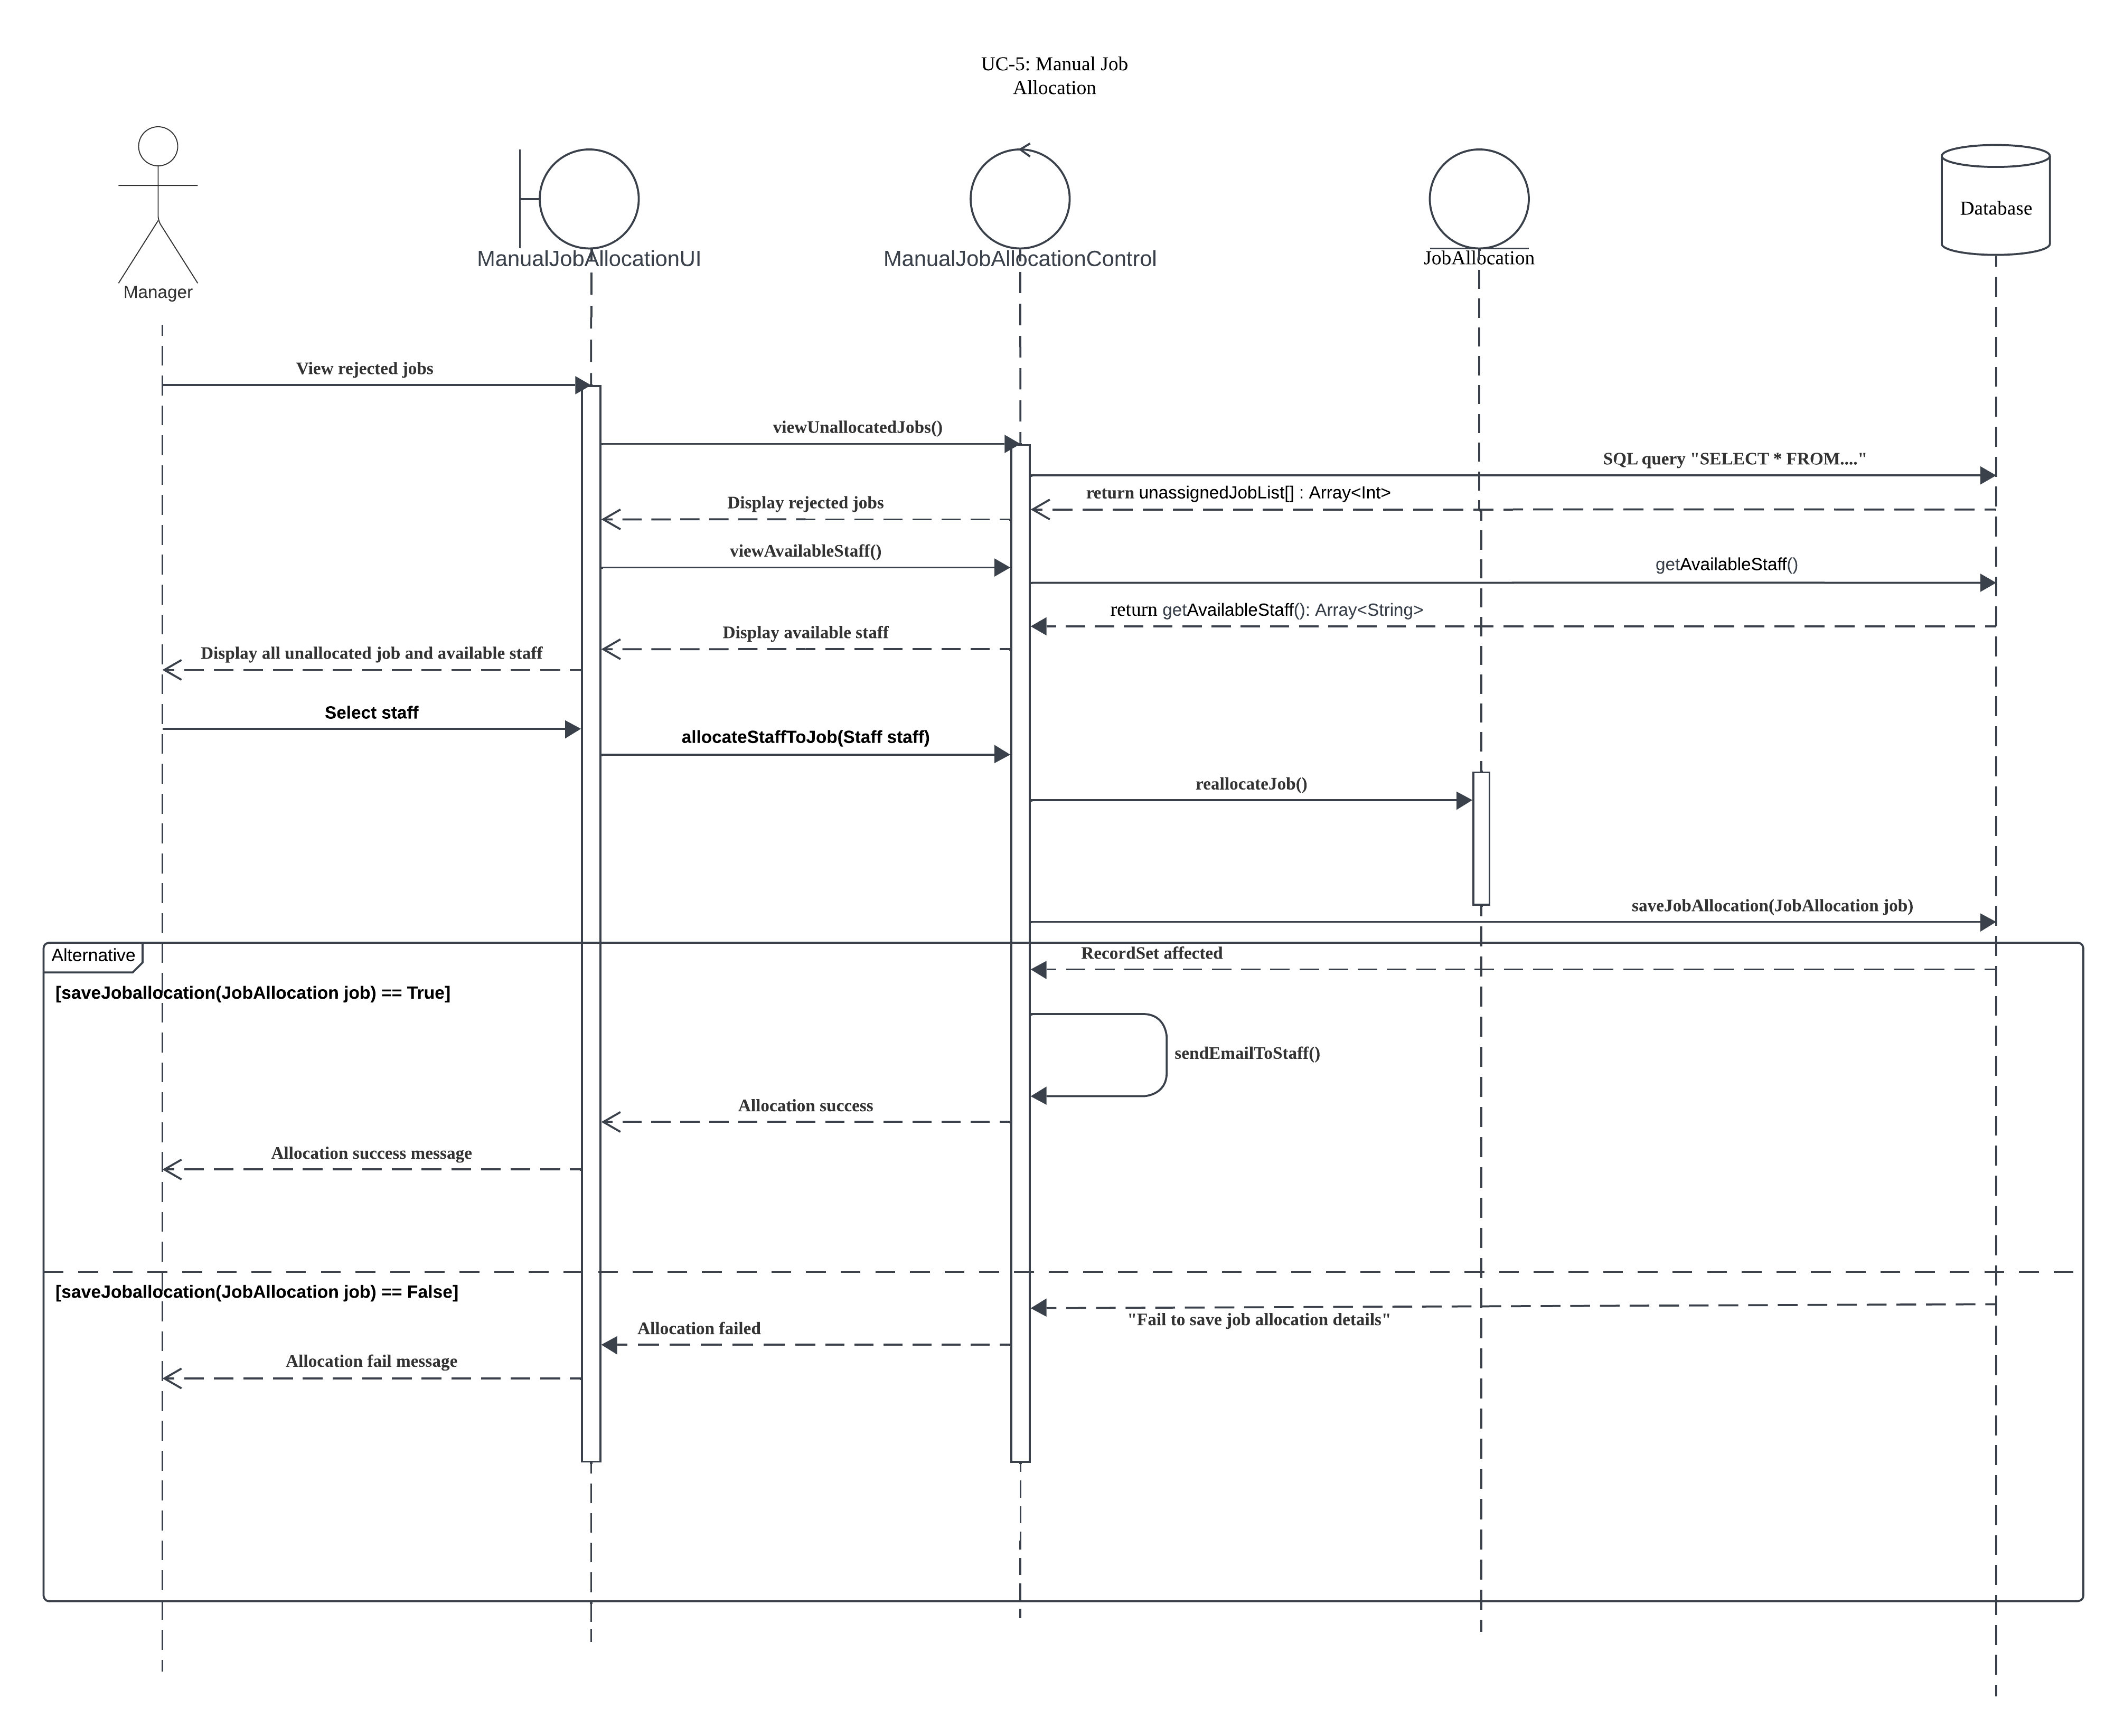 UC-5: Manual Job
Allocation
Database
ManualJobAllocationUI
ManualJobAllocationControl
JobAllocation
Manager
View rejected jobs
viewUnallocatedJobs()
SQL query "SELECT * FROM...."
return unassignedJobList[] : Array<Int>
Display rejected jobs
viewAvailableStaff()
getAvailableStaff()
return getAvailableStaff(): Array<String>
Display available staff
Display all unallocated job and available staff
Select staff
allocateStaffToJob(Staff staff)
reallocateJob()
saveJobAllocation(JobAllocation job)
Alternative
RecordSet affected
[saveJoballocation(JobAllocation job) == True]
sendEmailToStaff()
Allocation success
Allocation success message
[saveJoballocation(JobAllocation job) == False]
"Fail to save job allocation details"
Allocation failed
Allocation fail message